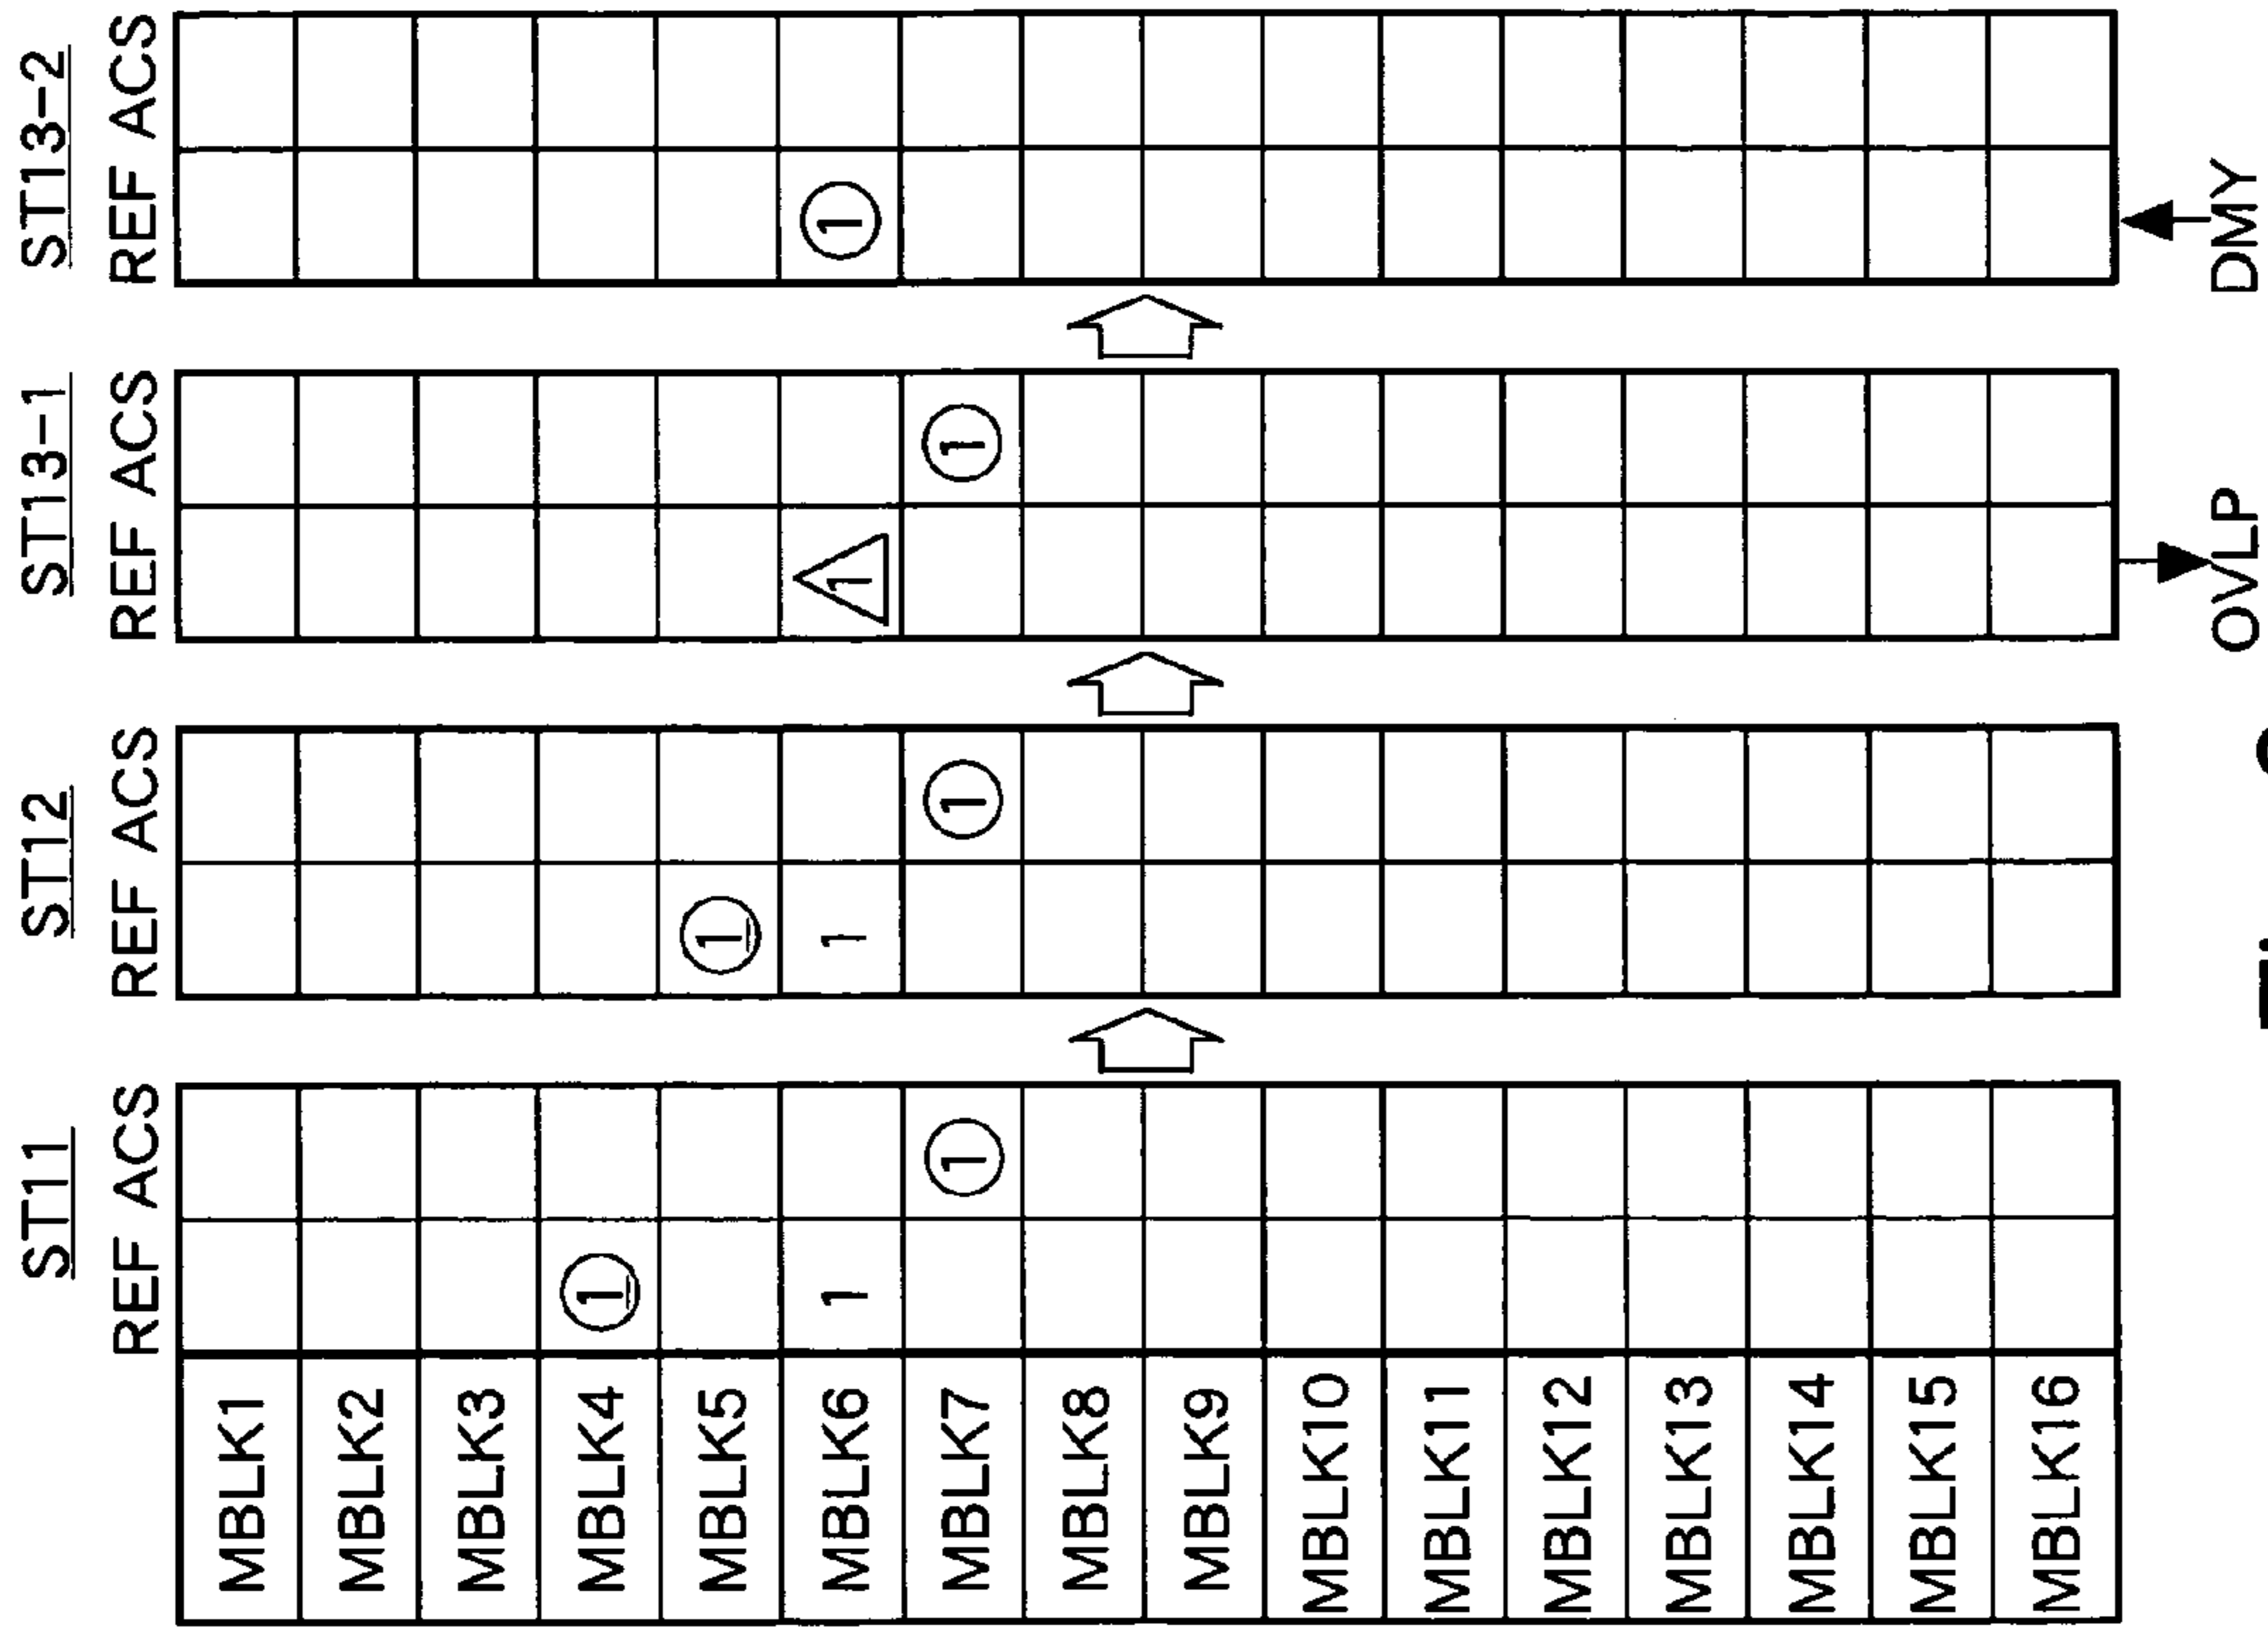 ST11 ST12 ST13-1 ST13-2
REF ACS REF ACS REF ACS REF ACS
MBLK1
MBLK2
MBLK3
MBLK4 ①
MBLK5 ①
MBLK6 1 1 1 ①
MBLK7 ① ① ①
MBLK8
MBLK9
MBLK10
MBLK11
MBLK12
MBLK13
MBLK14
MBLK15
MBLK16
OVLP DMY